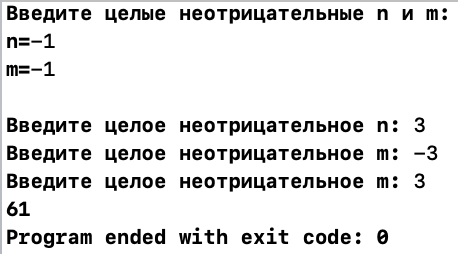 Введите целые неотрицательные n и m:
n=-1
m=-1

Введите целое неотрицательное n: 3
Введите целое неотрицательное m: -3
Введите целое неотрицательное m: 3
61
Program ended with exit code: 0